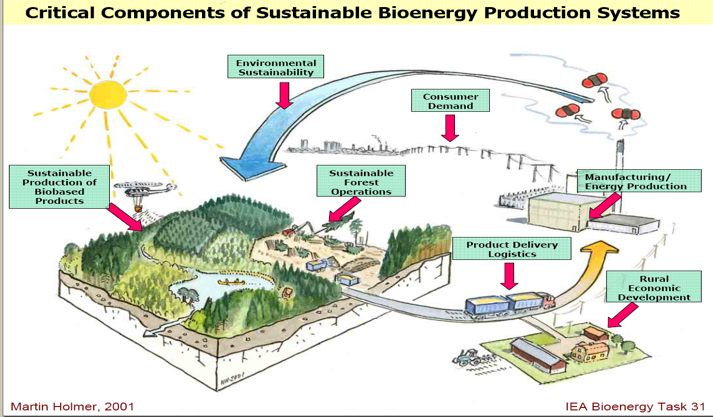 Critical Components of Sustainable Bioenergy Production Systems
Environmental
Sustainability
Consumer
Demand
Sustainable
Production of
Biobased
Products
Sustainable
Forest
Operations
Manufacturing/
Energy Production
Product Delivery
Logistics
Rural
Economic
Development
Martin Holmer, 2001
IEA Bioenergy Task 31